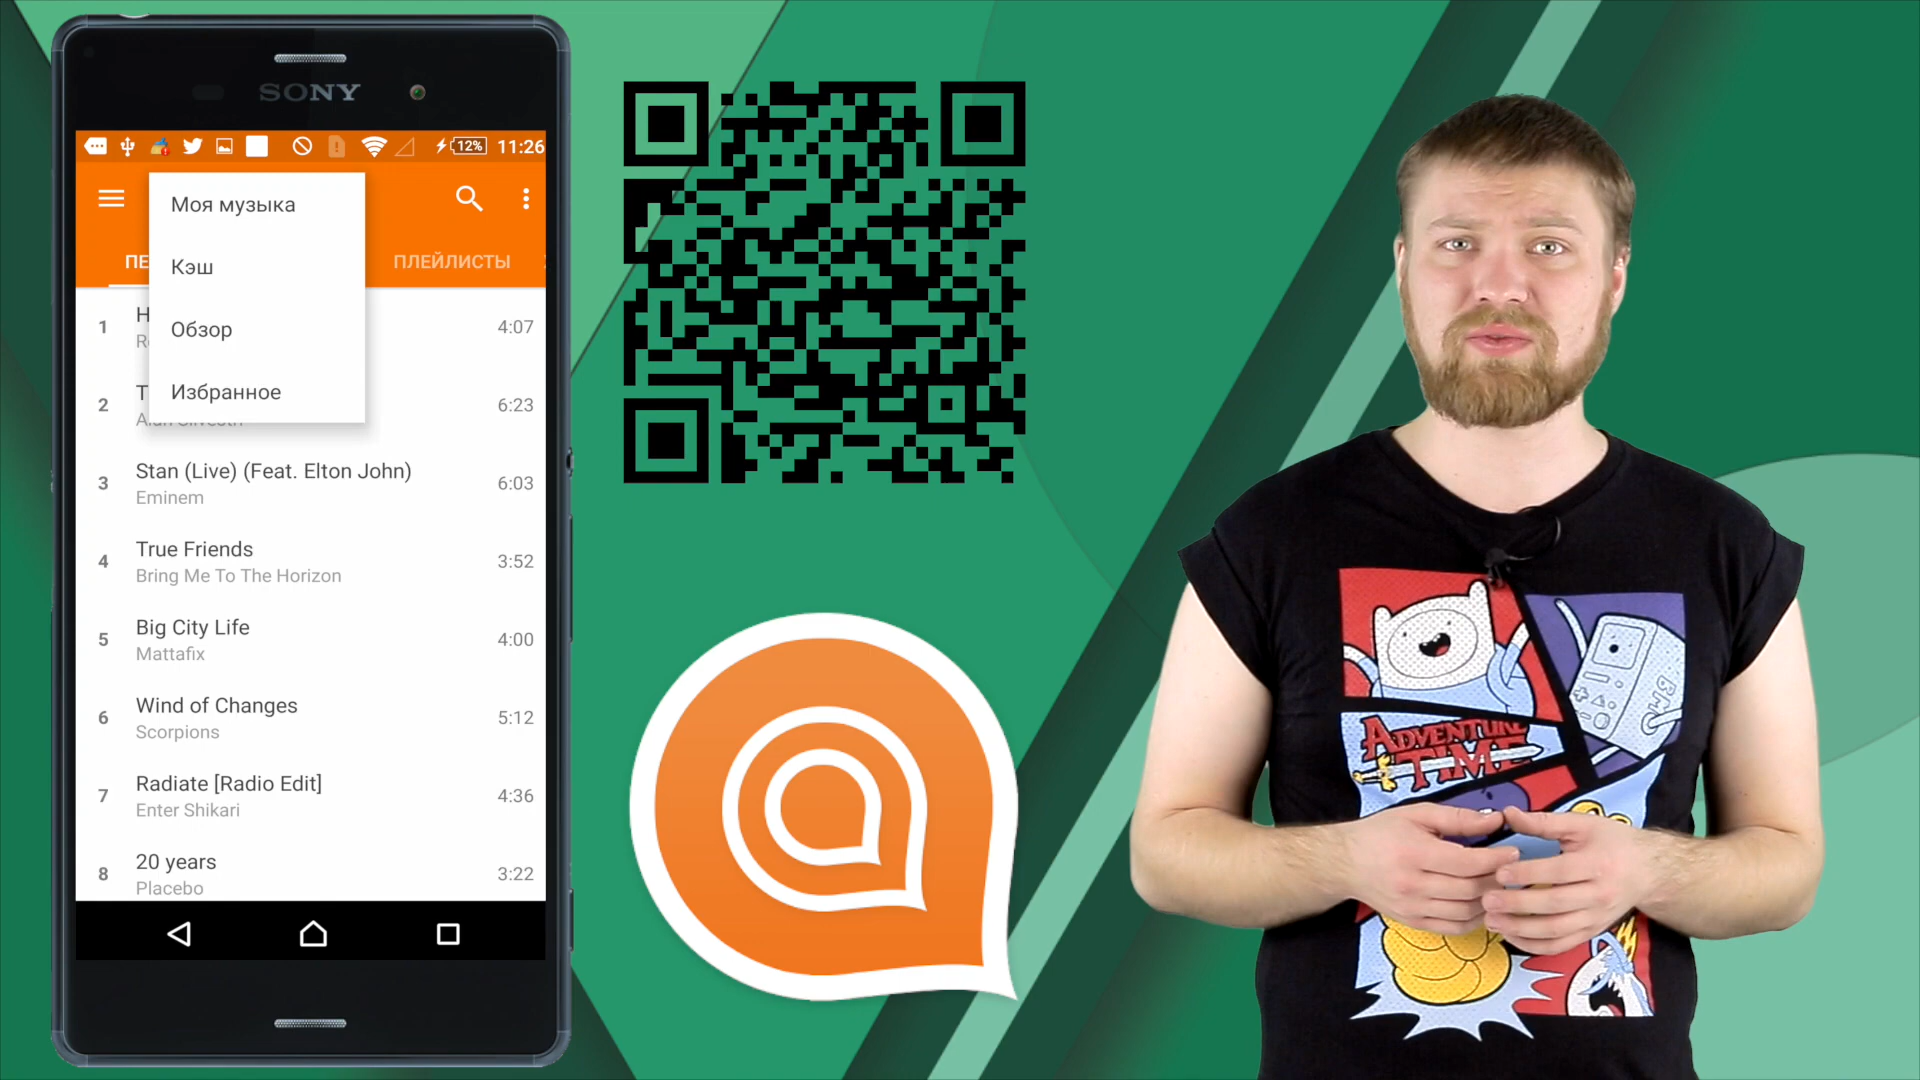 SONY
12%
11:26
Моя музыка
Кэш
Обзор
Избранное
ПЛЕЙЛИСТЫ
1
4:07
2
6:23
3
Stan (Live) (Feat. Elton John)
6:03
Eminem
4
True Friends
3:52
Bring Me To The Horizon
5
Big City Life
4:00
Mattafix
6
Wind of Changes
5:12
Scorpions
7
Radiate [Radio Edit]
4:36
Enter Shikari
8
20 years
3:22
Placebo
ADVENTURE
TIME
BMO